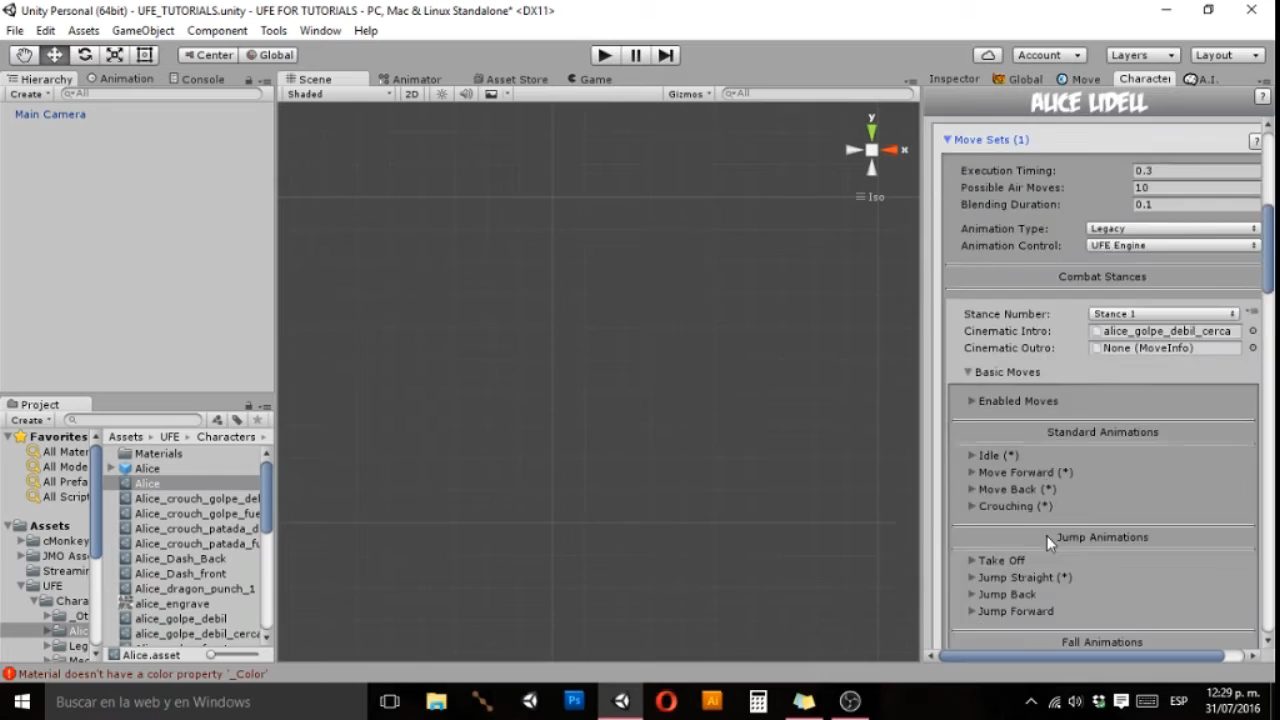 Unity Personal (64bit) - UFE_TUTORIALS.unity - UFE FOR TUTORIALS - PC, Mac & Linux Standalone* <DX11>
File Edit Assets GameObject Component Tools Window Help
Center Global Account Layers Layout
Hierarchy Animation Console Scene Animator Asset Store Game Inspector Global Move Character A.I.
Create All Shaded 2D Gizmos All
ALICE LIDELL
Main Camera
y
x
Iso
Move Sets (1)
Execution Timing: 0.3
Possible Air Moves: 10
Blending Duration: 0.1
Animation Type: Legacy
Animation Control: UFE Engine
Combat Stances
Stance Number: Stance 1
Cinematic Intro: alice_golpe_debil_cerca
Cinematic Outro: None (MoveInfo)
Basic Moves
Enabled Moves
Standard Animations
Idle (*)
Move Forward (*)
Move Back (*)
Crouching (*)
Jump Animations
Take Off
Jump Straight (*)
Jump Back
Jump Forward
Fall Animations
Project
Create
Favorites
All Mater
All Mode
All Prefa
All Script
Assets
cMonkey
JMO Ass
Streamin
UFE
Chara
_Ot
Alic
Leg
Mec
Assets UFE Characters
Materials
Alice
Alice
Alice_crouch_golpe_del
Alice_crouch_golpe_fue
Alice_crouch_patada_d
Alice_crouch_patada_fu
Alice_Dash_Back
Alice_Dash_front
Alice_dragon_punch_1
alice_engrave
alice_golpe_debil
alice_golpe_debil_cerca
Alice.asset
Material doesn't have a color property '_Color'
Busca en la web y en Windows
Ps
Ai
ESP
12:29 p. m.
31/07/2016